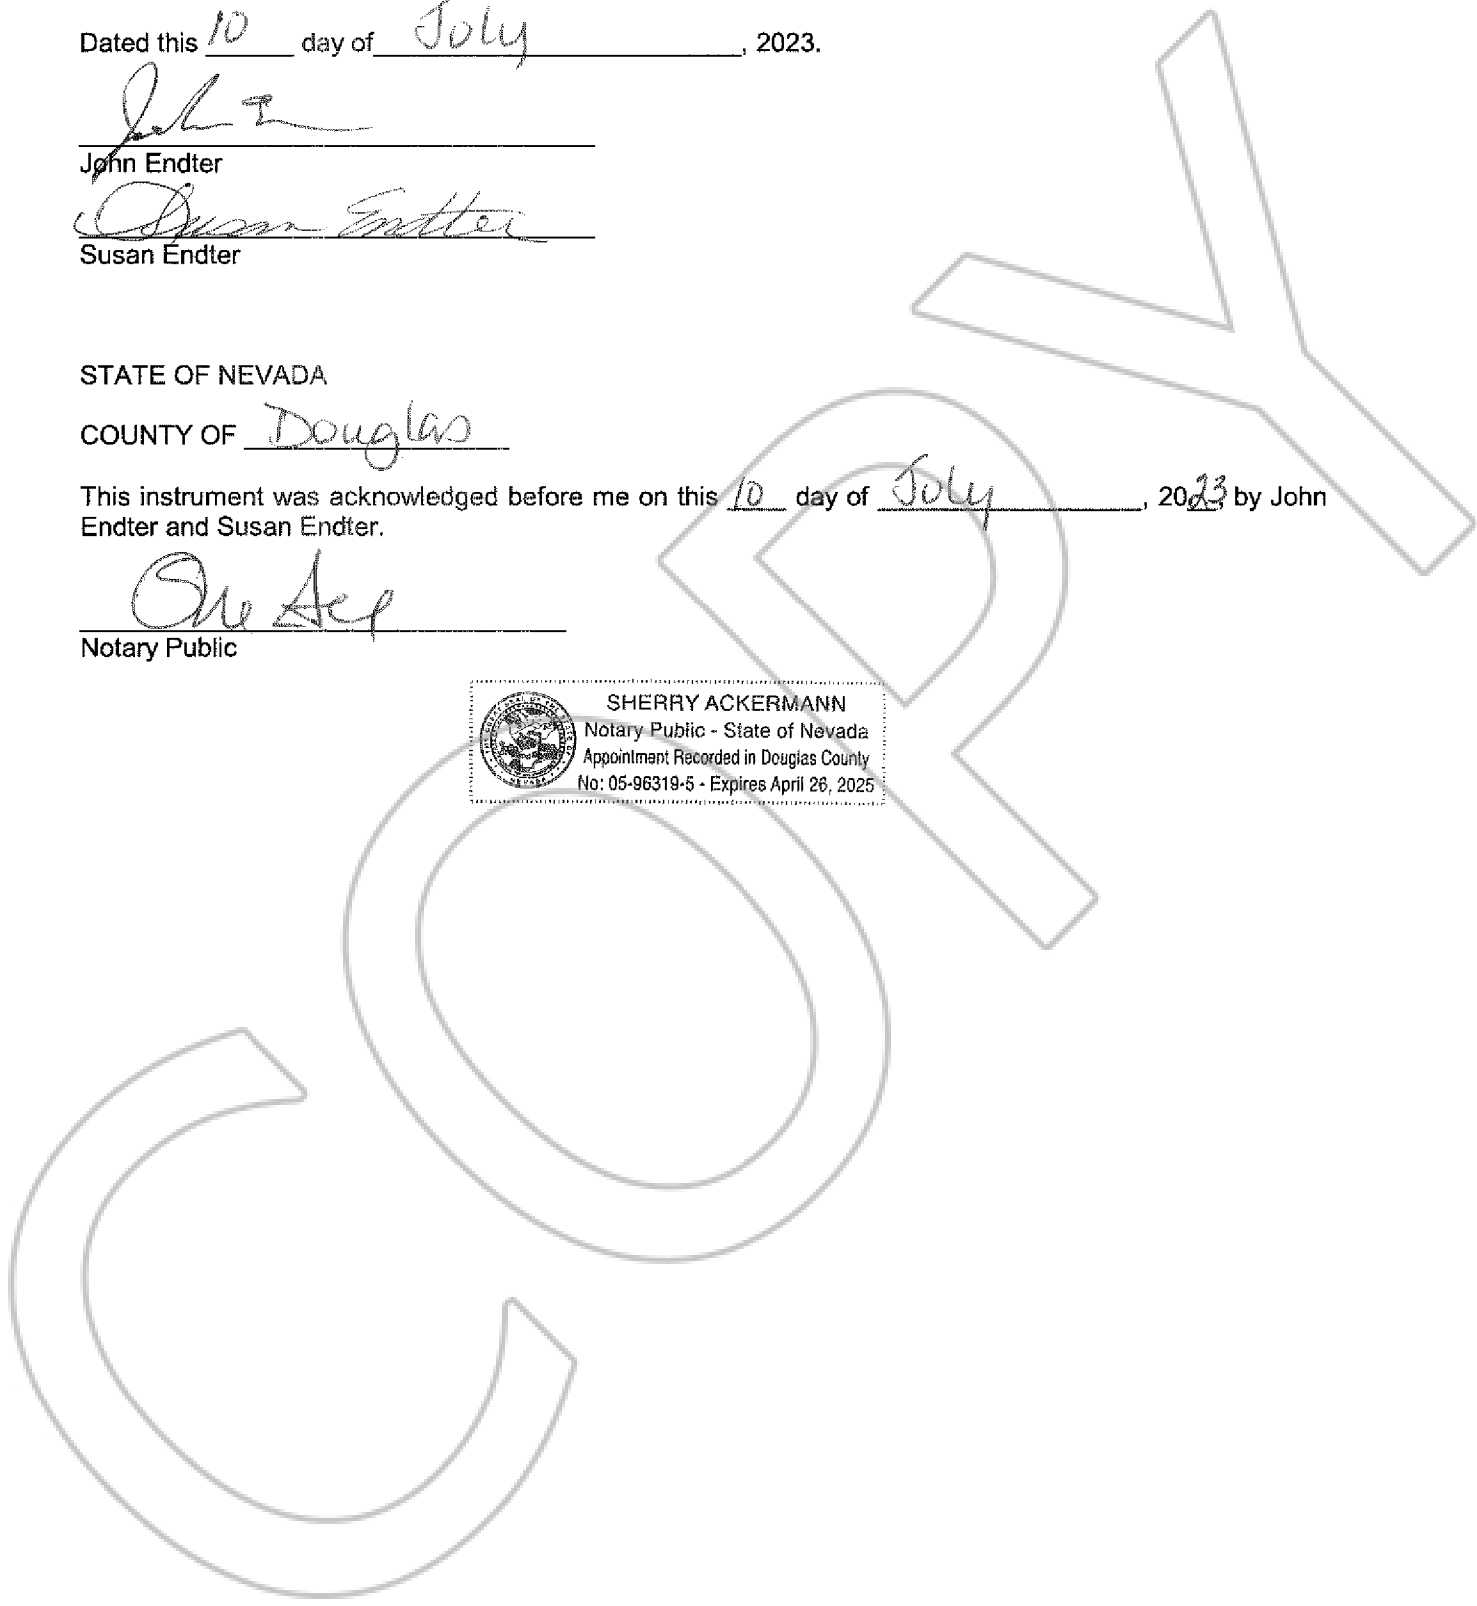 Dated this 10 day of July, 2023.
John E
John Endter
Susan Endter
Susan Endter
STATE OF NEVADA
COUNTY OF Douglas
This instrument was acknowledged before me on this 10 day of July, 2023, by John
Endter and Susan Endter.
Notary Public
SHERRY ACKERMANN
Notary Public - State of Nevada
Appointment Recorded in Douglas County
No: 05-96319-5 - Expires April 26, 2025
COPY